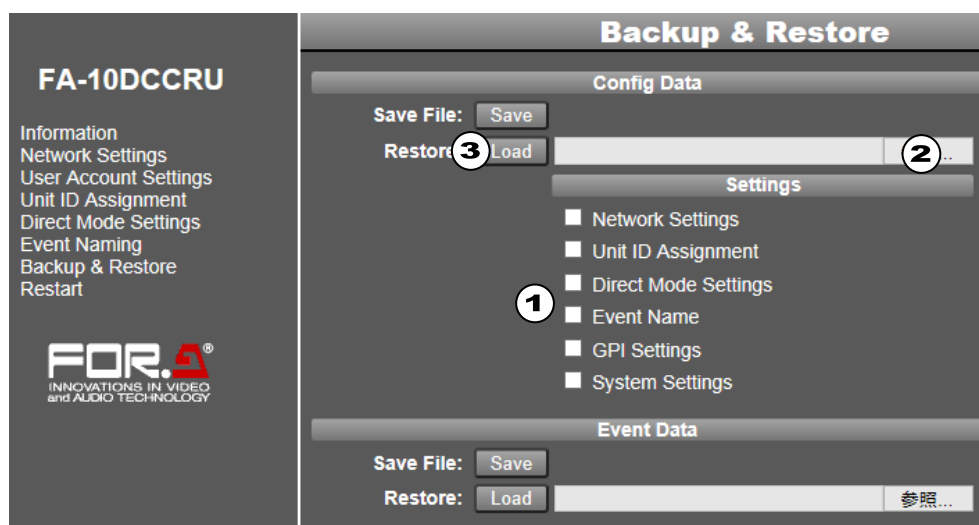 Backup & Restore
FA-10DCCRU
Information
Network Settings
User Account Settings
Unit ID Assignment
Direct Mode Settings
Event Naming
Backup & Restore
Restart
FOR.A®
INNOVATIONS IN VIDEO
and AUDIO TECHNOLOGY
Config Data
Save File: Save
Restore: 3 Load 2 ..
Settings
Network Settings
Unit ID Assignment
Direct Mode Settings
1
Event Name
GPI Settings
System Settings
Event Data
Save File: Save
Restore: Load 参照...